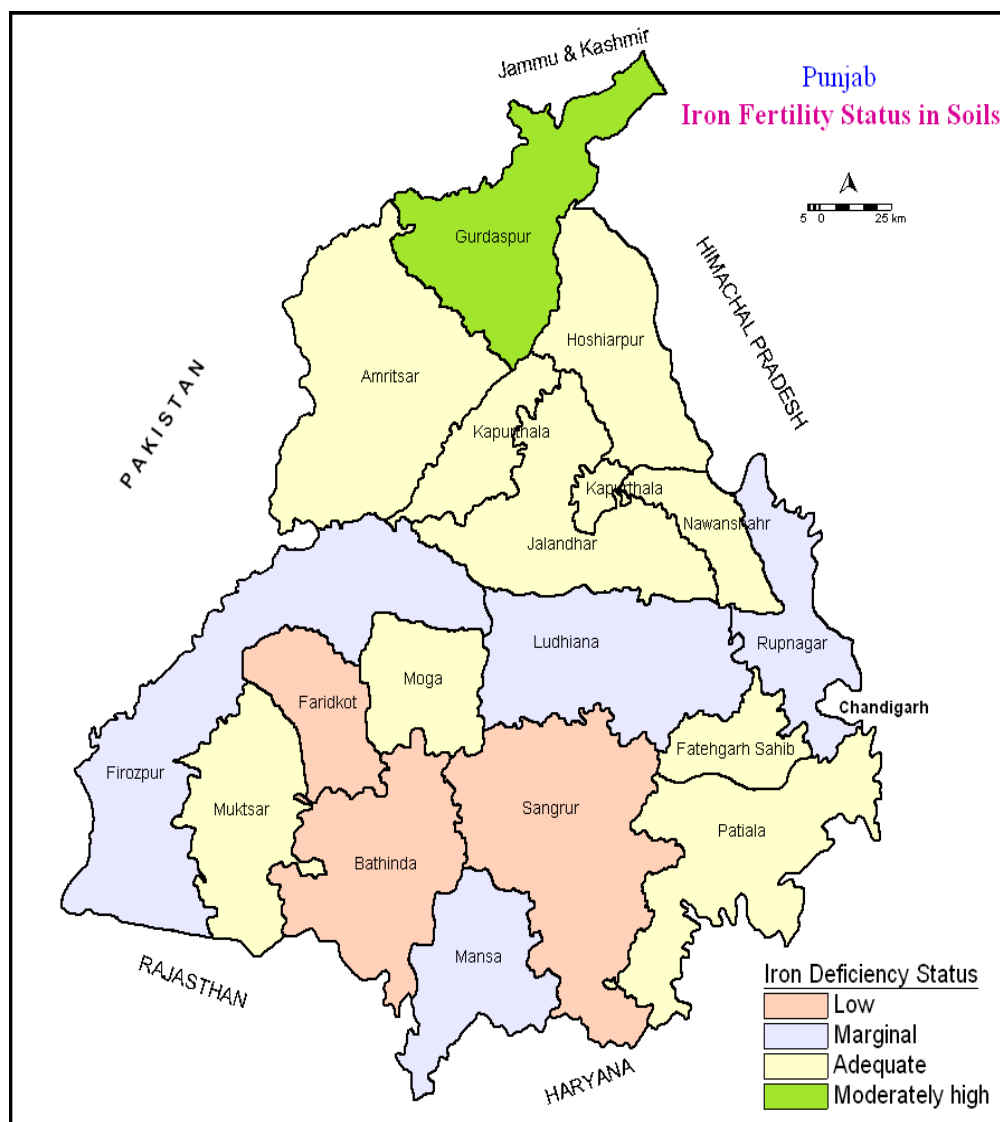 Jammu & Kashmir
Punjab
Iron Fertility Status in Soils
5 0 25 km
Gurdaspur
HIMACHAL PRADESH
Hoshiarpur
Amritsar
PAKISTAN
Kapurthala
Kapurthala
Nawanshahr
Jalandhar
Ludhiana
Rupnagar
Moga
Faridkot
Chandigarh
Fatehgarh Sahib
Firozpur
Muktsar
Sangrur
Patiala
Bathinda
Mansa
RAJASTHAN
HARYANA
Iron Deficiency Status
Low
Marginal
Adequate
Moderately high